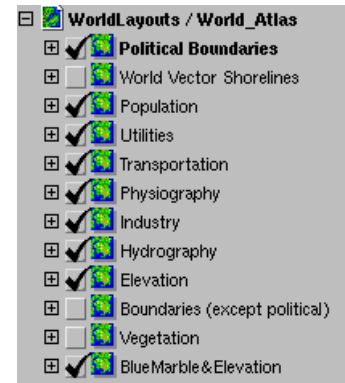 WorldLayouts / World_Atlas
Political Boundaries
World Vector Shorelines
Population
Utilities
Transportation
Physiography
Industry
Hydrography
Elevation
Boundaries (except political)
Vegetation
BlueMarble&Elevation